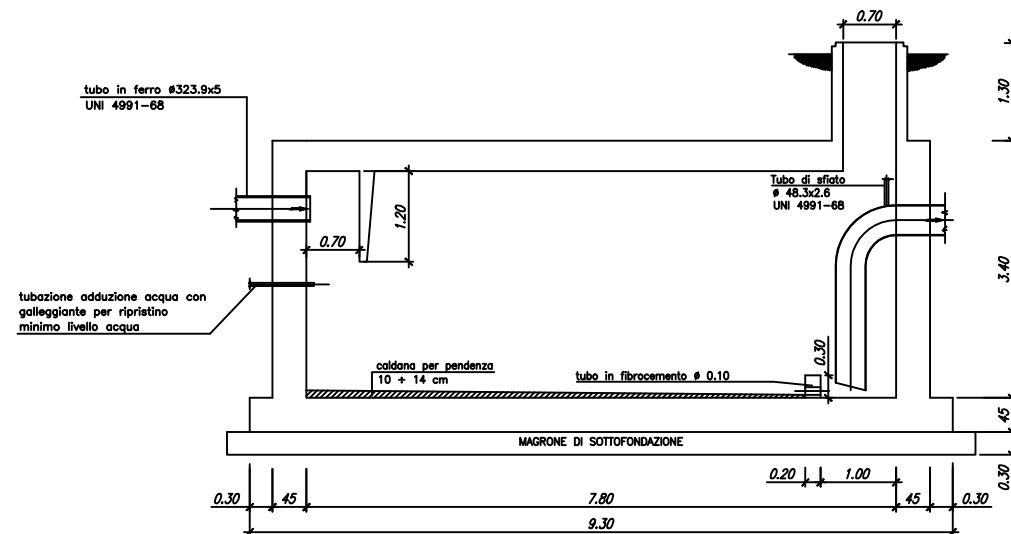 0.70
1.30
tubo in ferro ø323.9x5
UNI 4991-68
Tubo di sfiato
ø 48.3x2.6
UNI 4991-68
1.20
0.70
3.40
tubazione adduzione acqua con
galleggiante per ripristino
minimo livello acqua
caldana per pendenza
10 ÷ 14 cm
tubo in fibrocemento ø 0.10
0.30
45
MAGRONE DI SOTTOFONDAZIONE
0.30
0.20
1.00
0.30
45
7.80
45
0.30
9.30